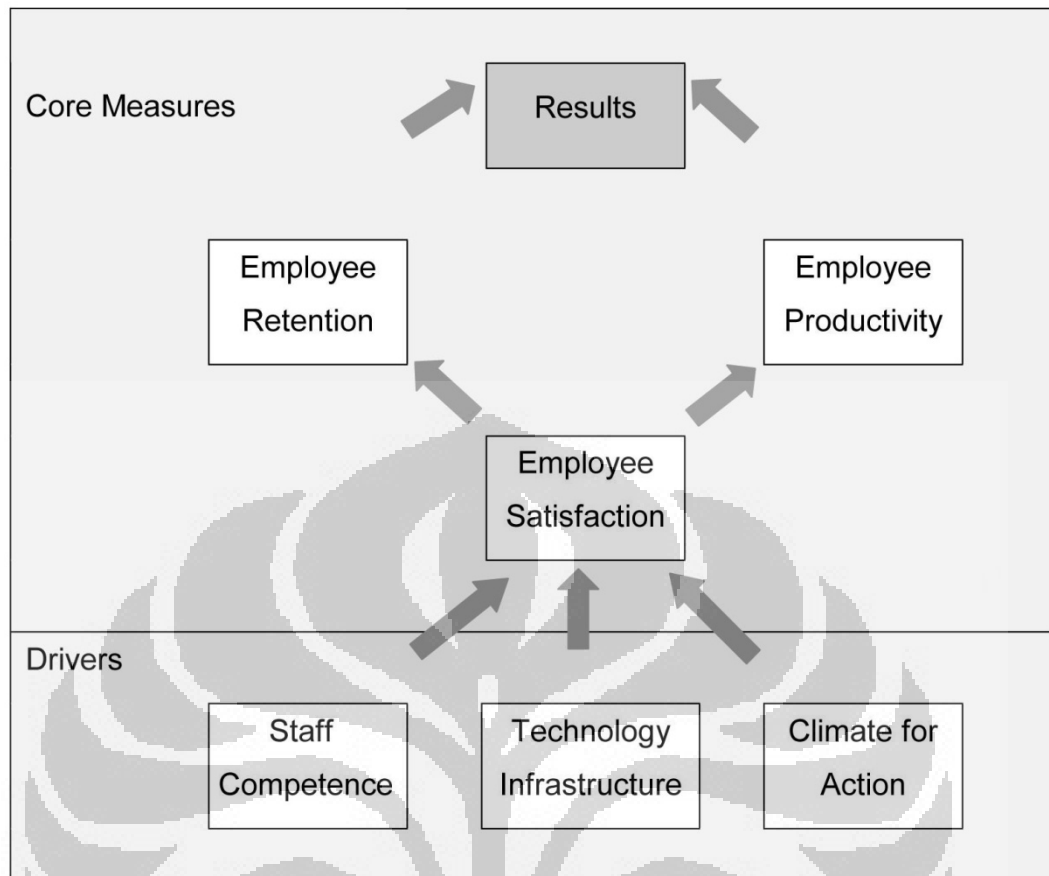 Core Measures
Results
Employee
Retention
Employee
Productivity
Employee
Satisfaction
Drivers
Staff
Competence
Technology
Infrastructure
Climate for
Action